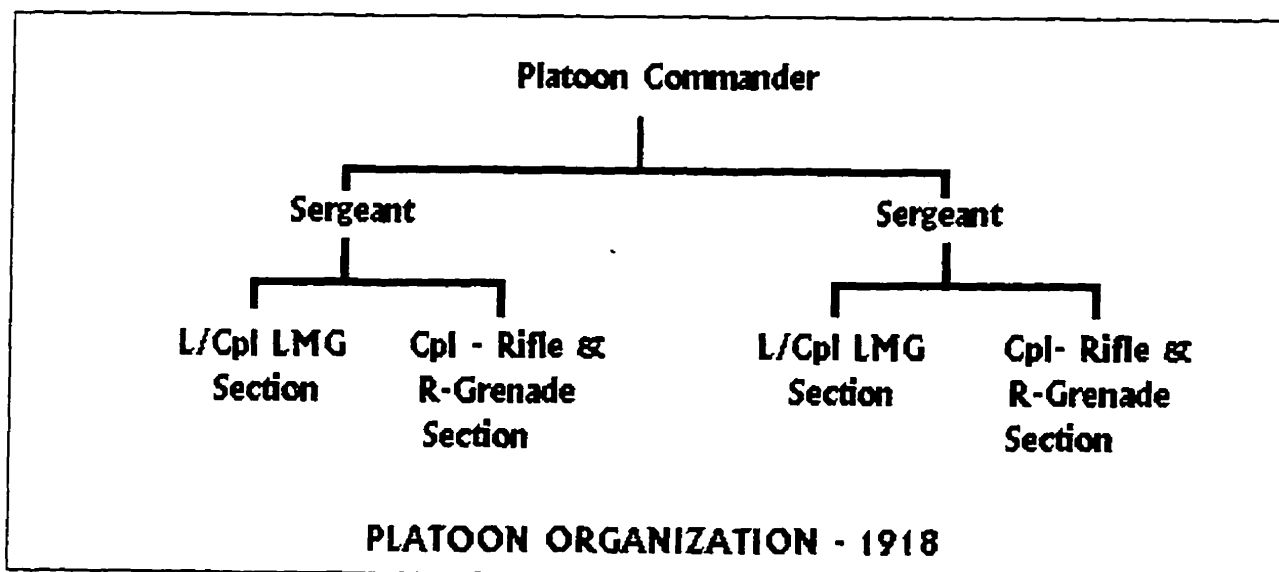 Platoon Commander
Sergeant
Sergeant
L/Cpl LMG
Section
Cpl - Rifle &
R-Grenade
Section
L/Cpl LMG
Section
Cpl- Rifle &
R-Grenade
Section
PLATOON ORGANIZATION - 1918